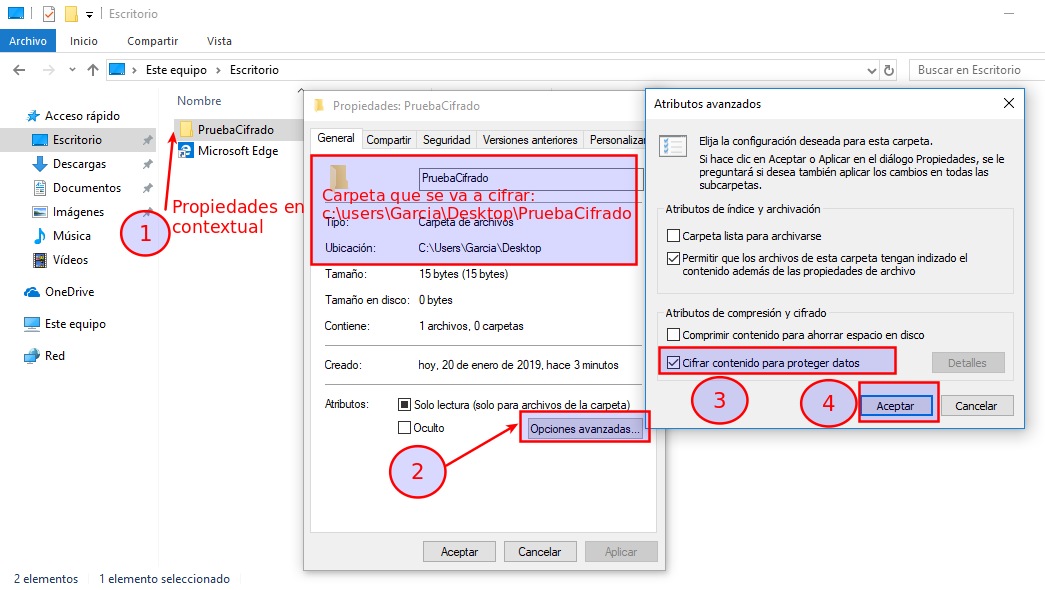 Escritorio
Archivo
Inicio
Compartir
Vista
Este equipo
Escritorio
Buscar en Escritorio
Acceso rápido
Escritorio
Descargas
Documentos
Imágenes
Música
Vídeos
OneDrive
Este equipo
Red
Nombre
PruebaCifrado
Microsoft Edge
1
Propiedades en
contextual
Propiedades: PruebaCifrado
General
Compartir
Seguridad
Versiones anteriores
Personalizar
PruebaCifrado
Carpeta que se va a cifrar:
c:\users\Garcia\Desktop\PruebaCifrado
Tipo:
Carpeta de archivos
Ubicación:
C:\Users\Garcia\Desktop
Tamaño:
15 bytes (15 bytes)
Tamaño en disco:
0 bytes
Contiene:
1 archivos, 0 carpetas
Creado:
hoy, 20 de enero de 2019, hace 3 minutos
Atributos:
Solo lectura (solo para archivos de la carpeta)
Oculto
Opciones avanzadas...
2
Aceptar
Cancelar
Aplicar
Atributos avanzados
Elija la configuración deseada para esta carpeta.
Si hace clic en Aceptar o Aplicar en el diálogo Propiedades, se le
preguntará si desea también aplicar los cambios en todas las
subcarpetas.
Atributos de índice y archivación
Carpeta lista para archivarse
Permitir que los archivos de esta carpeta tengan indizado el
contenido además de las propiedades de archivo
Atributos de compresión y cifrado
Comprimir contenido para ahorrar espacio en disco
Cifrar contenido para proteger datos
Detalles
3
4
Aceptar
Cancelar
2 elementos
1 elemento seleccionado